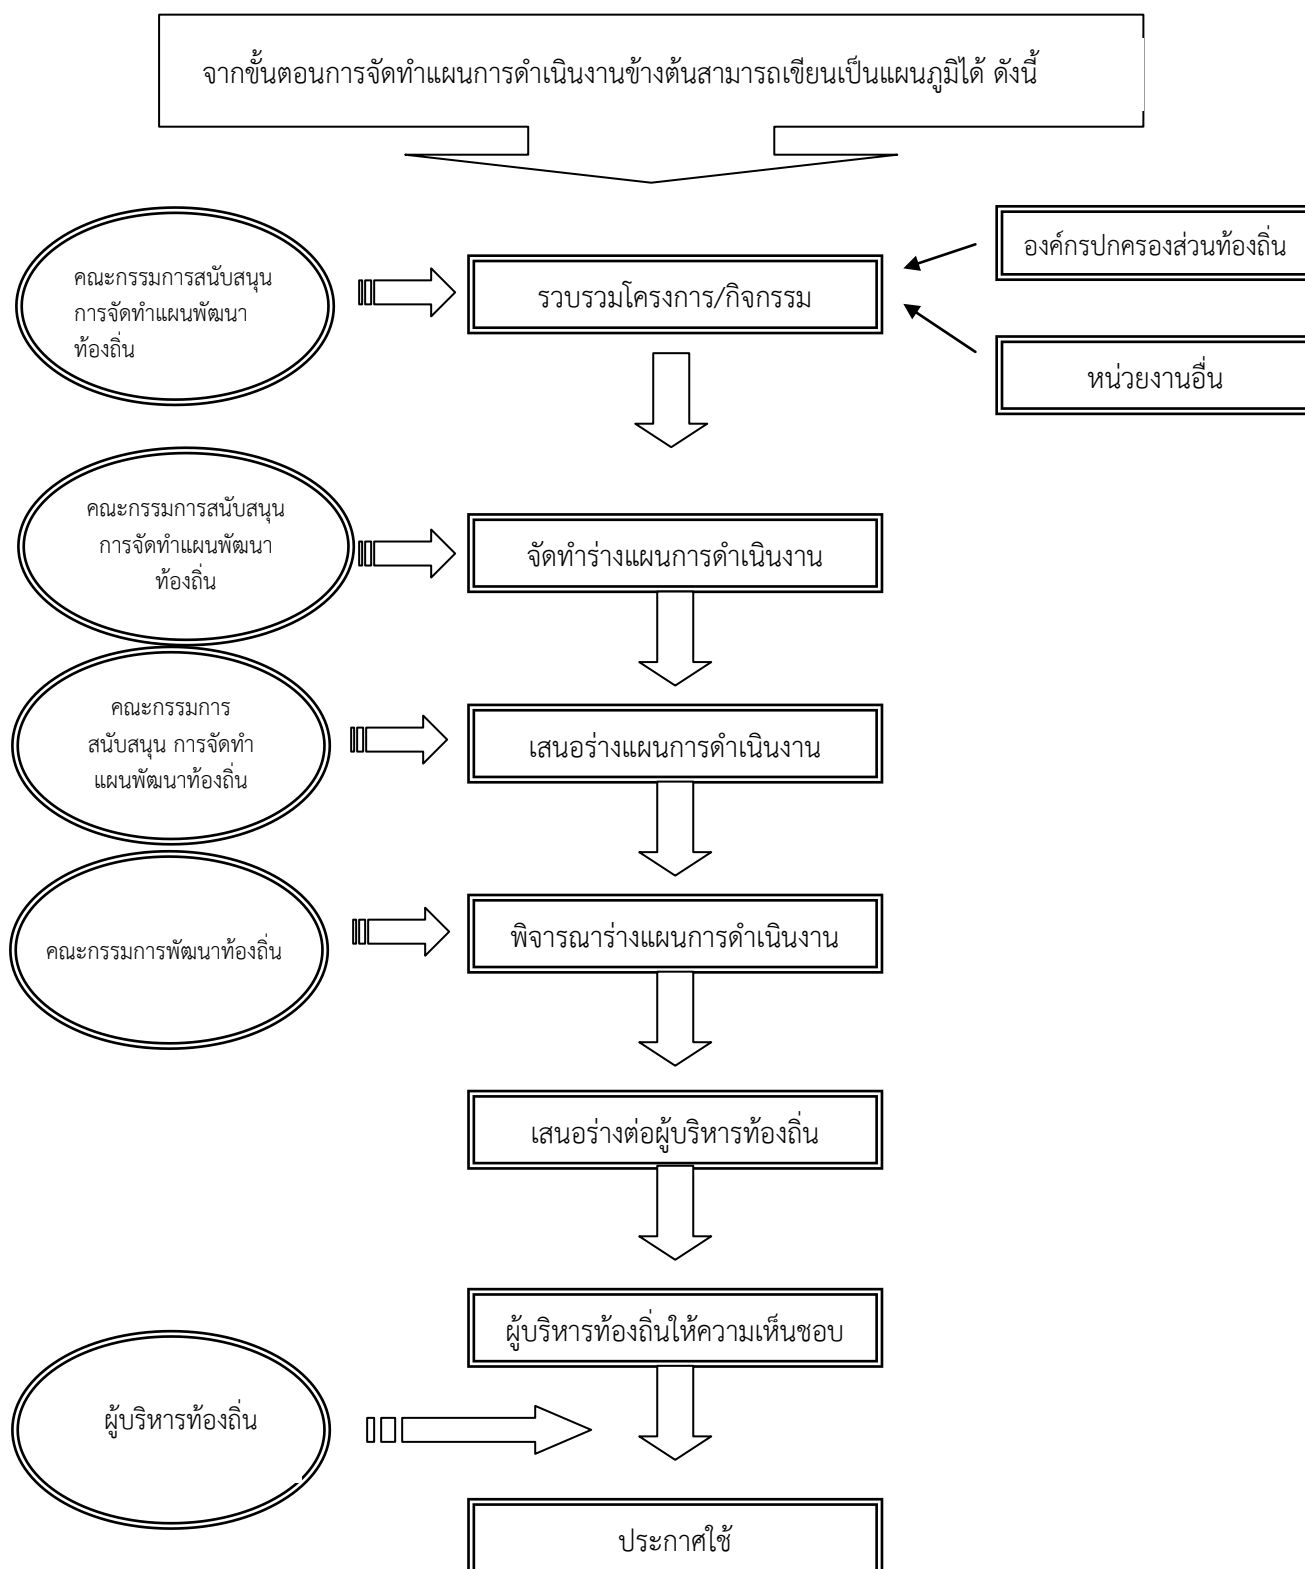 จากขั้นตอนการจัดทำแผนการดำเนินงานข้างต้นสามารถเขียนเป็นแผนภูมิได้ ดังนี้
องค์กรปกครองส่วนท้องถิ่น
คณะกรรมการสนับสนุน
การจัดทำแผนพัฒนา
ท้องถิ่น
รวบรวมโครงการ/กิจกรรม
หน่วยงานอื่น
คณะกรรมการสนับสนุน
การจัดทำแผนพัฒนา
ท้องถิ่น
จัดทำร่างแผนการดำเนินงาน
คณะกรรมการ
สนับสนุน การจัดทำ
แผนพัฒนาท้องถิ่น
เสนอร่างแผนการดำเนินงาน
คณะกรรมการพัฒนาท้องถิ่น
พิจารณาร่างแผนการดำเนินงาน
เสนอร่างต่อผู้บริหารท้องถิ่น
ผู้บริหารท้องถิ่นให้ความเห็นชอบ
ผู้บริหารท้องถิ่น
ประกาศใช้